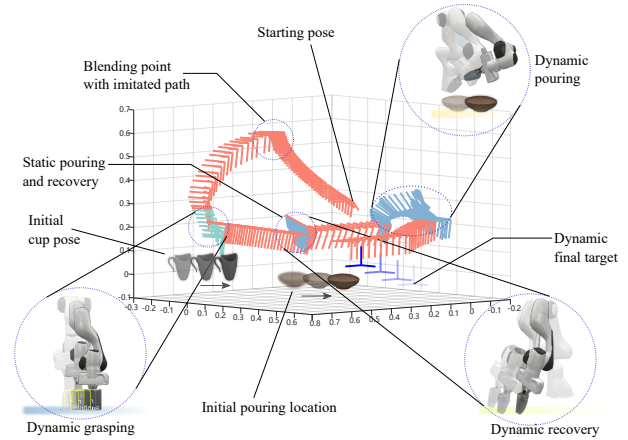 Starting pose
Blending point
with imitated path
Dynamic
pouring
Static pouring
and recovery
Initial
cup pose
Dynamic
final target
0.7
0.6
0.5
0.4
0.3
0.2
0.1
0
-0.1
-0.3
-0.2
-0.1
0
0.1
0.2
0.3
0.4
0.5
0.6
0.7
0.8
0.7
0.6
0.5
0.4
0.3
0.2
0.1
0
-0.1
-0.2
Dynamic grasping
Initial pouring location
Dynamic recovery